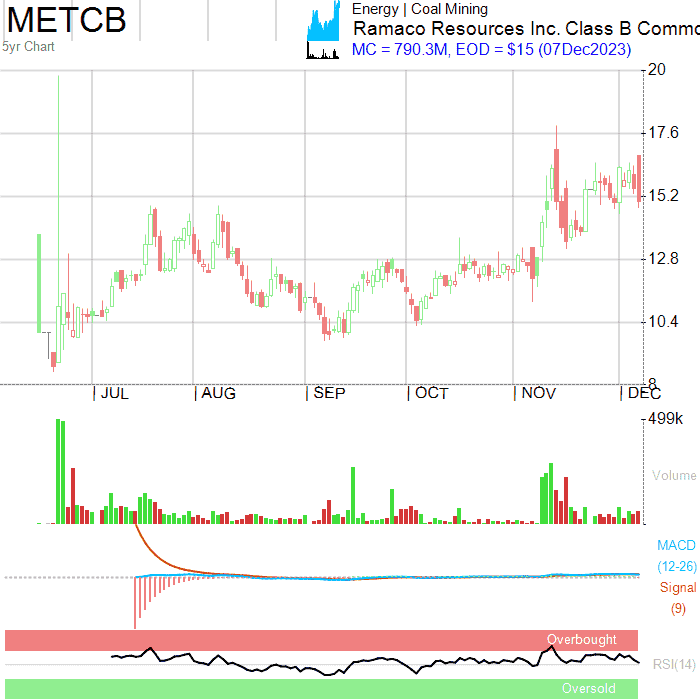 METCB
5yr Chart
Energy | Coal Mining
Ramaco Resources Inc. Class B Commo
MC = 790.3M, EOD = $15 (07Dec2023)
20
17.6
15.2
12.8
10.4
8
| JUL | AUG | SEP | OCT | NOV | DEC
499k
Volume
MACD
(12-26)
Signal
(9)
Overbought
RSI(14)
Oversold